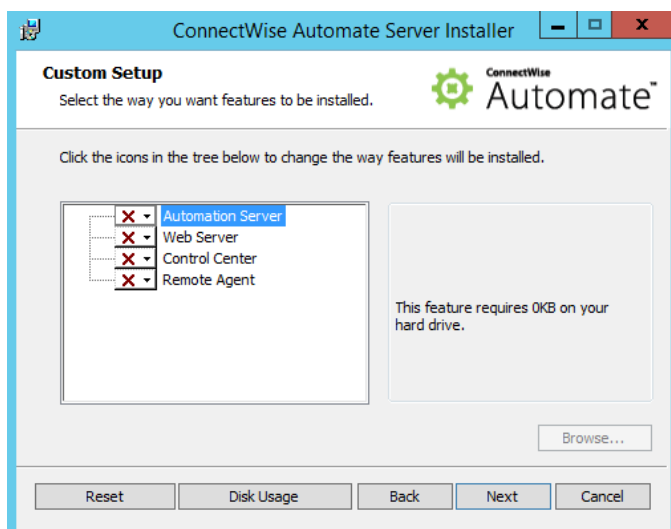 ConnectWise Automate Server Installer
Custom Setup
Select the way you want features to be installed.
ConnectWise
Automate™
Click the icons in the tree below to change the way features will be installed.
Automation Server
Web Server
Control Center
Remote Agent
This feature requires 0KB on your
hard drive.
Browse...
Reset
Disk Usage
Back
Next
Cancel